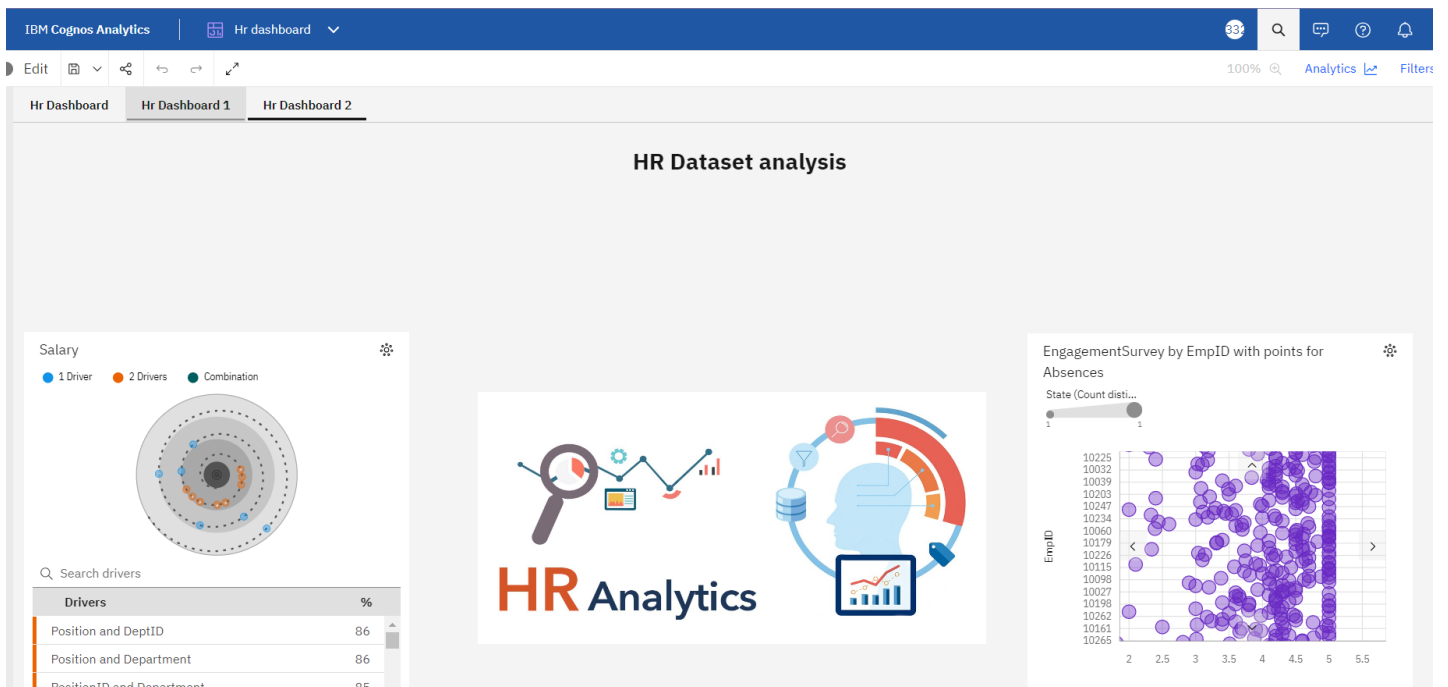 IBM Cognos Analytics
Hr dashboard
332
Edit
100%
Analytics
Filters
Hr Dashboard
Hr Dashboard 1
Hr Dashboard 2
HR Dataset analysis
Salary
1 Driver
2 Drivers
Combination
Search drivers
Drivers
%
Position and DeptID
86
Position and Department
86
PositionID and Department
85
HR Analytics
EngagementSurvey by EmpID with points for
Absences
State (Count disti...
1
1
EmpID
10225
10032
10039
10203
10247
10234
10060
10179
10226
10115
10098
10027
10198
10262
10161
10265
2
2.5
3
3.5
4
4.5
5
5.5